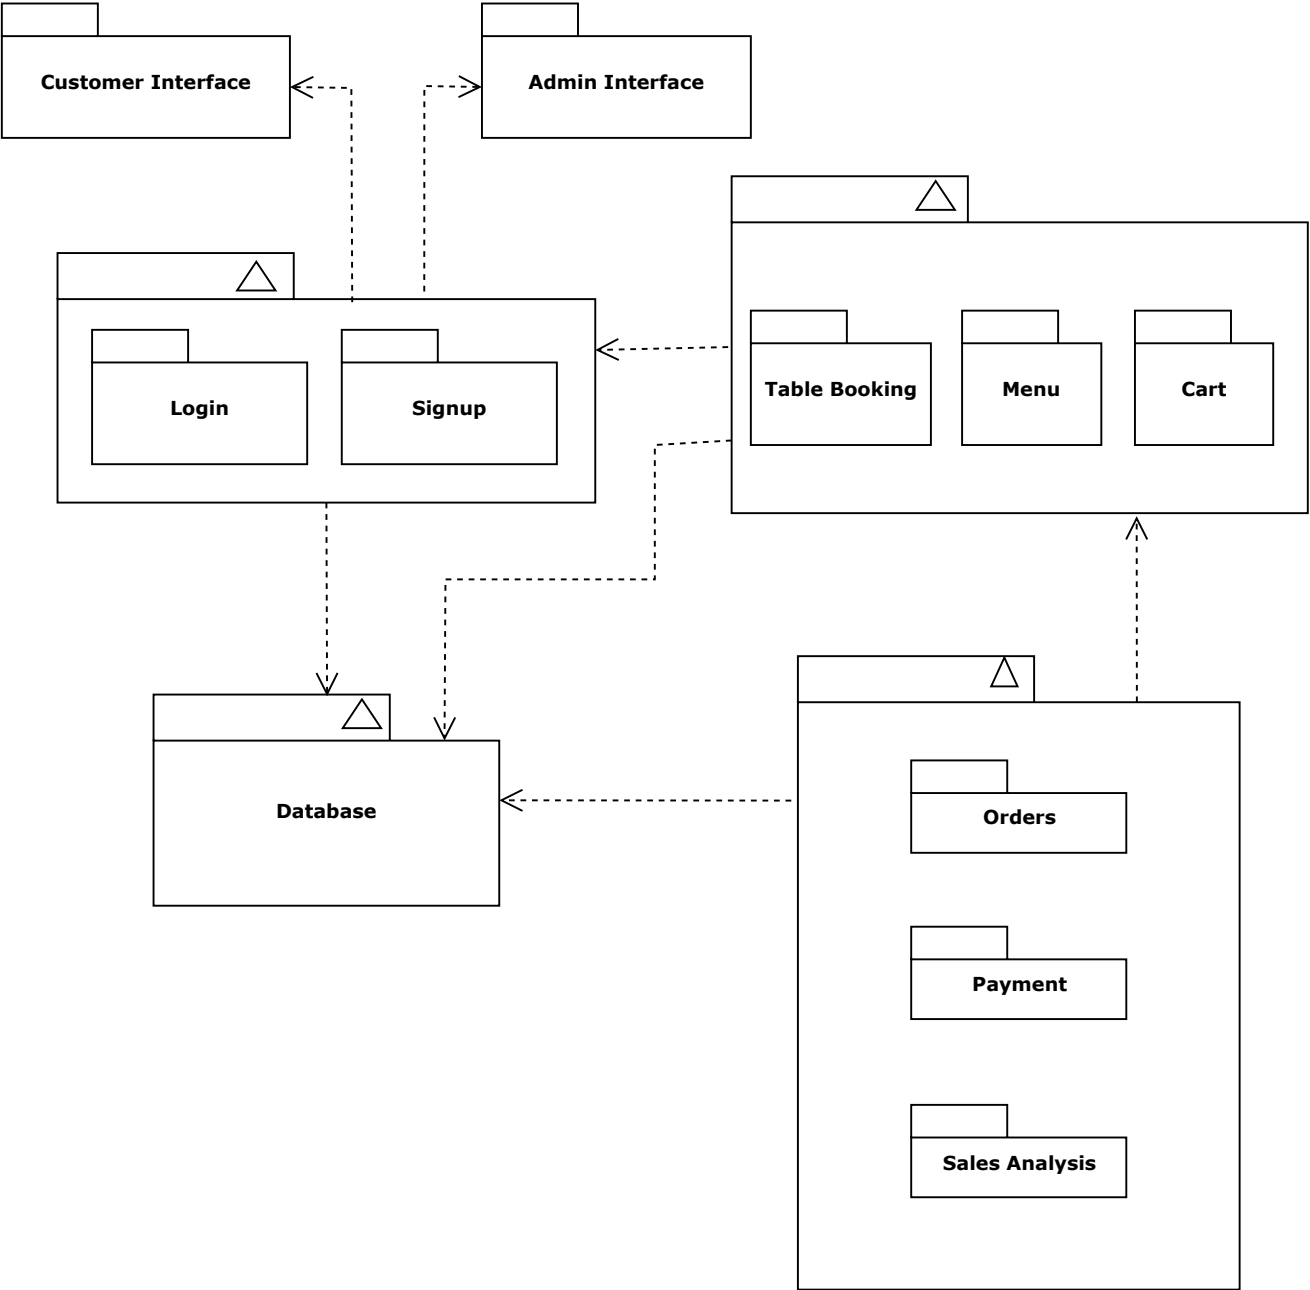 Customer Interface
Admin Interface
Login
Signup
Table Booking
Menu
Cart
Database
Orders
Payment
Sales Analysis